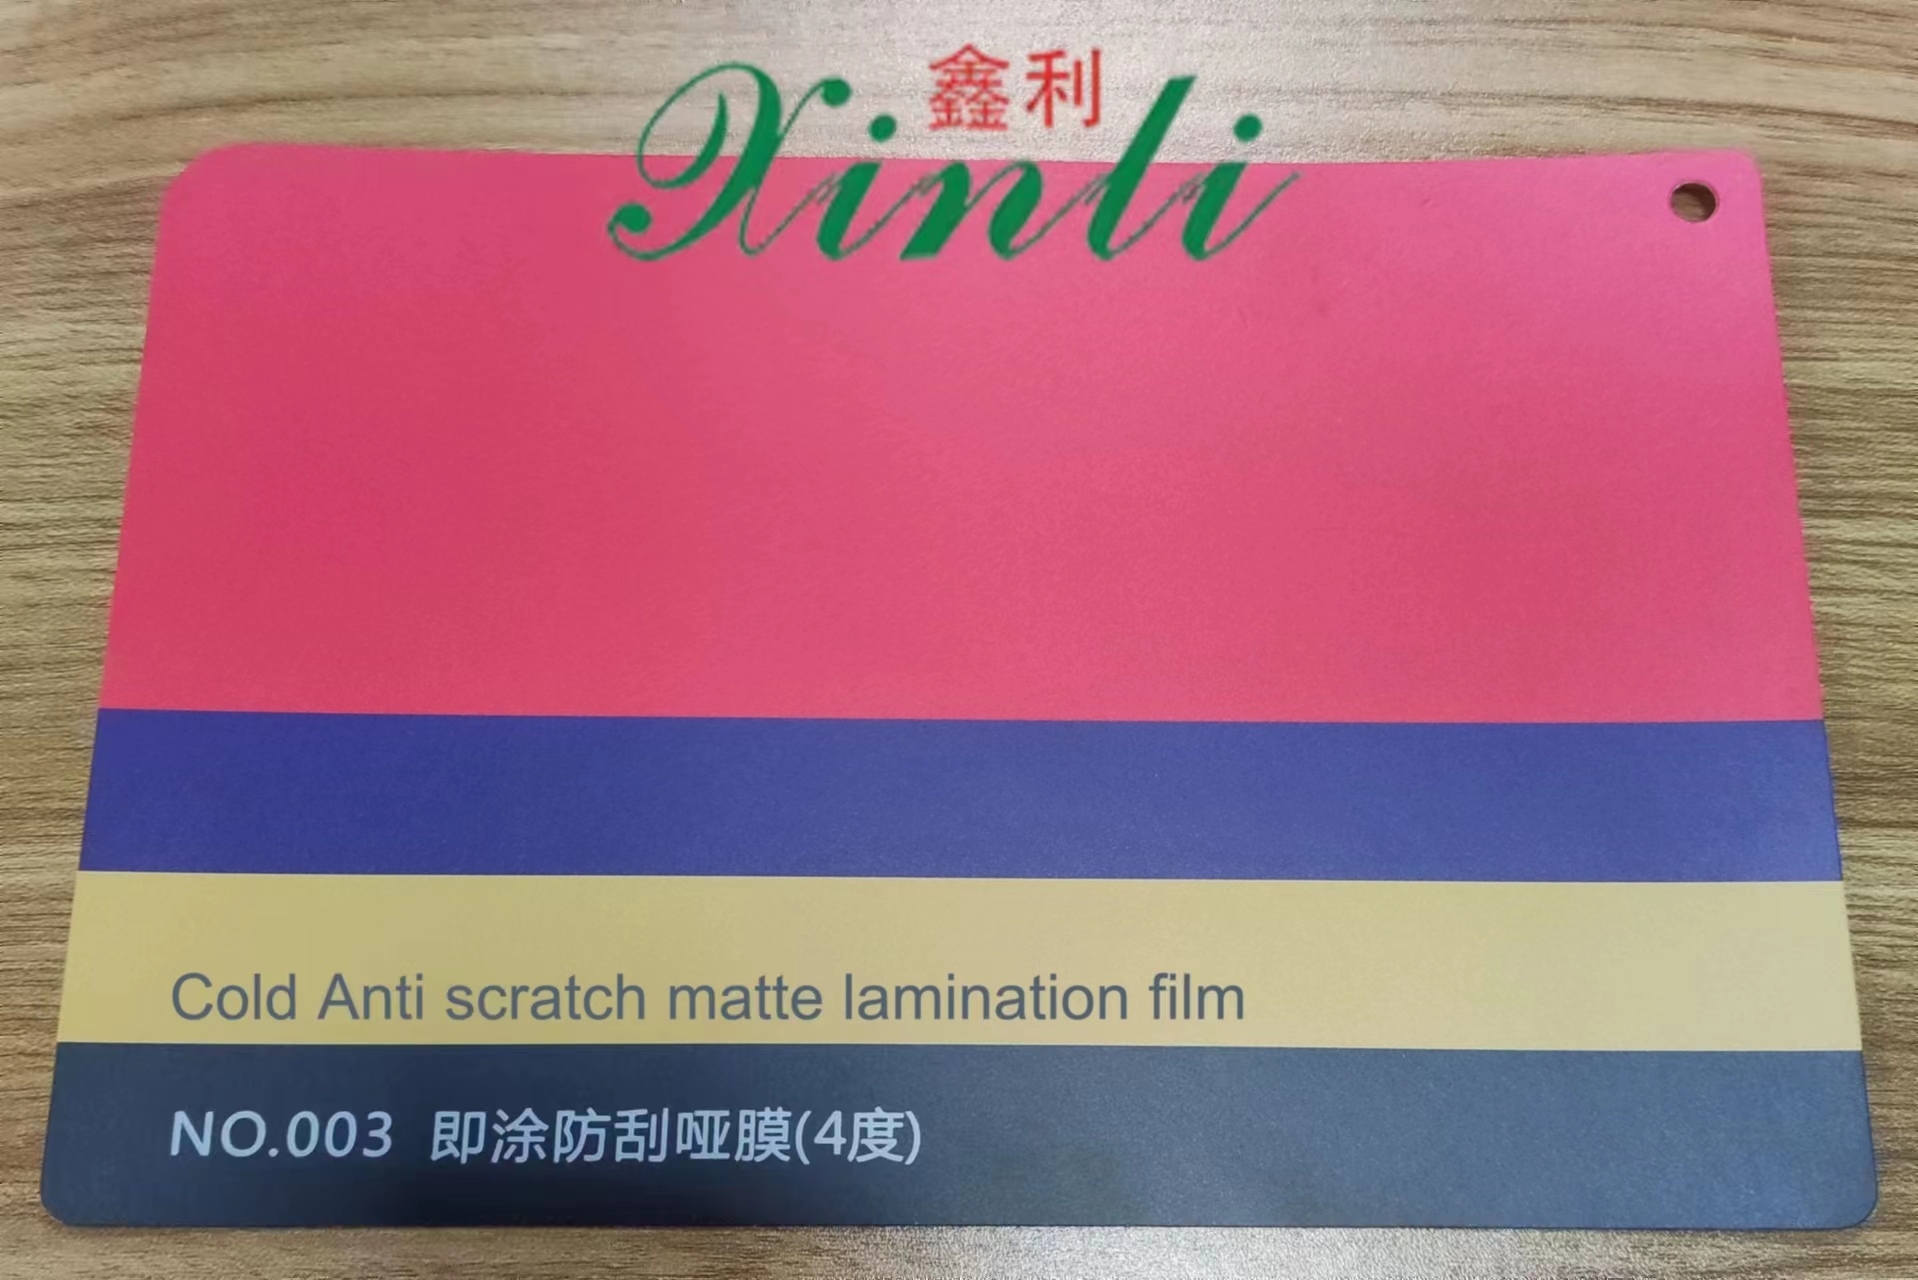 鑫利
Xinli
Cold Anti scratch matte lamination film
NO.003 即涂防刮哑膜(4度)